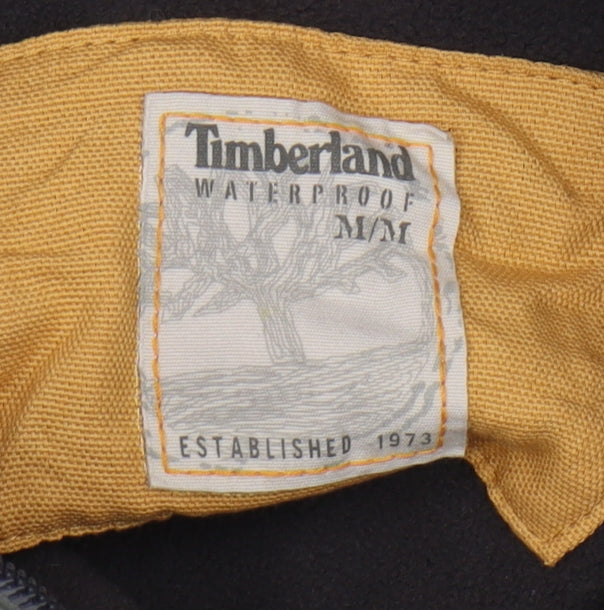 Timberland
WATERPROOF
M/M
ESTABLISHED 1973